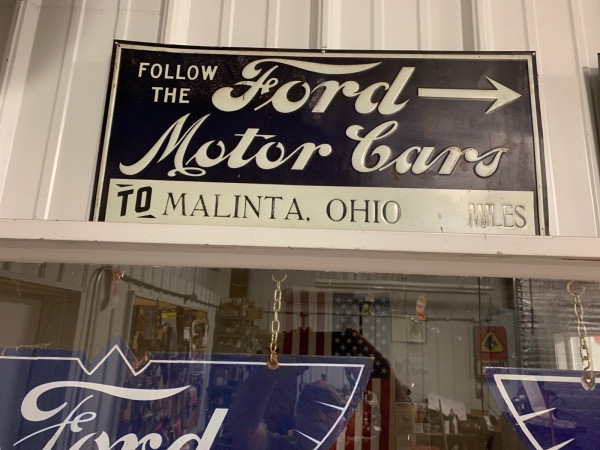 FOLLOW
THE
Ford
Motor Cars
TO MALINTA. OHIO MILES
Ford